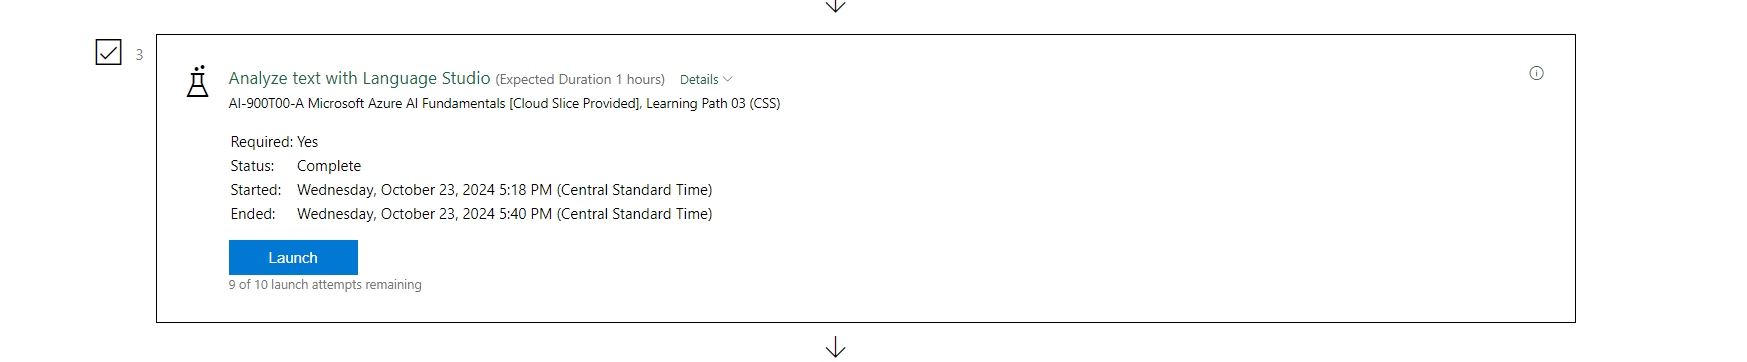 3
Analyze text with Language Studio (Expected Duration 1 hours) Details
AI-900T00-A Microsoft Azure AI Fundamentals [Cloud Slice Provided], Learning Path 03 (CSS)
Required: Yes
Status: Complete
Started: Wednesday, October 23, 2024 5:18 PM (Central Standard Time)
Ended: Wednesday, October 23, 2024 5:40 PM (Central Standard Time)
Launch
9 of 10 launch attempts remaining